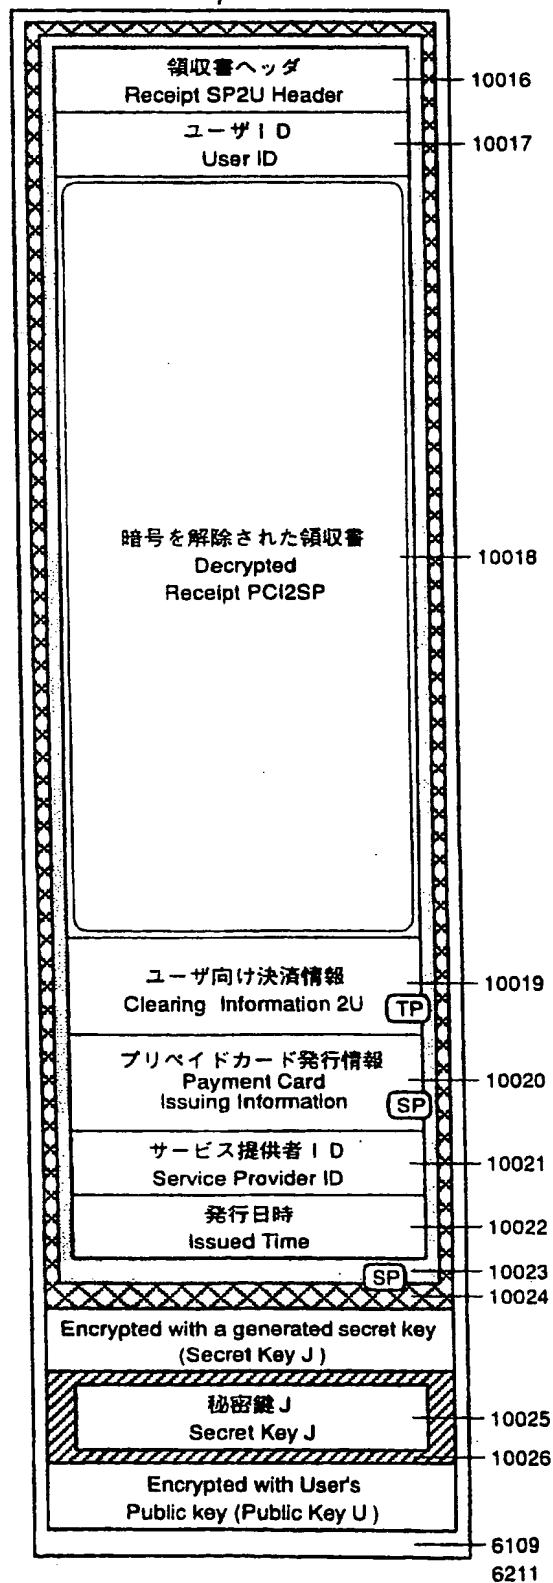 領収書ヘッダ
Receipt SP2U Header
10016
ユーザID
User ID
10017
暗号を解除された領収書
Decrypted
Receipt PCI2SP
10018
ユーザ向け決済情報
Clearing Information 2U
TP
10019
プリペイドカード発行情報
Payment Card
Issuing Information
SP
10020
サービス提供者ID
Service Provider ID
10021
発行日時
Issued Time
10022
10023
SP
10024
Encrypted with a generated secret key
(Secret Key J)
秘密鍵J
Secret Key J
10025
10026
Encrypted with User's
Public key (Public Key U)
6109
6211